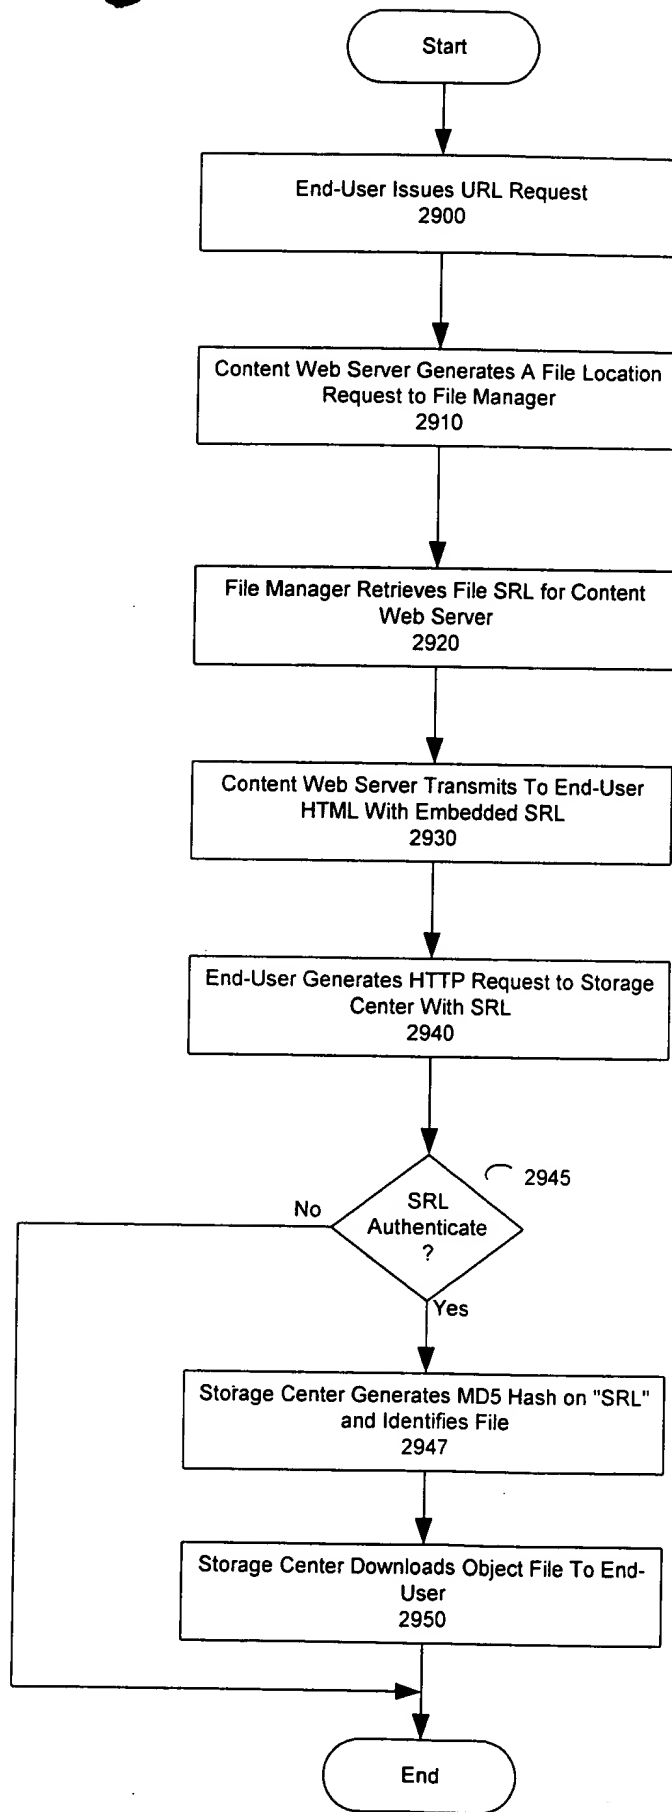 Start
End-User Issues URL Request
2900
Content Web Server Generates A File Location
Request to File Manager
2910
File Manager Retrieves File SRL for Content
Web Server
2920
Content Web Server Transmits To End-User
HTML With Embedded SRL
2930
End-User Generates HTTP Request to Storage
Center With SRL
2940
2945
No
SRL
Authenticate
?
Yes
Storage Center Generates MD5 Hash on "SRL"
and Identifies File
2947
Storage Center Downloads Object File To End-
User
2950
End